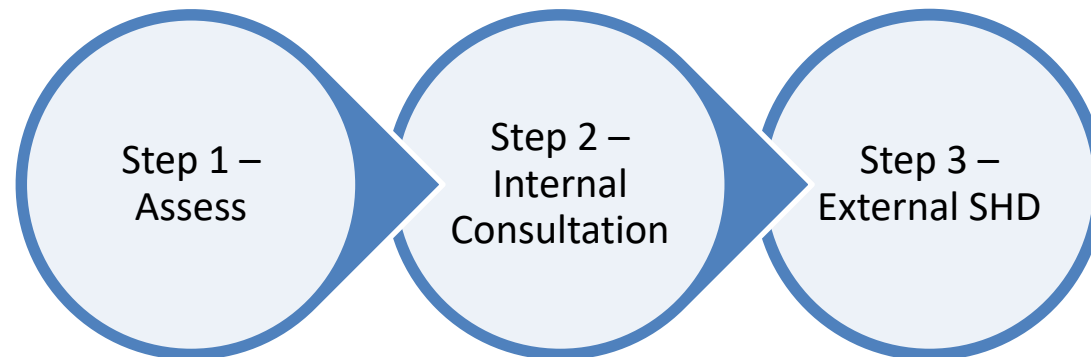 Step 1 –
Assess
Step 2 –
Internal
Consultation
Step 3 –
External SHD